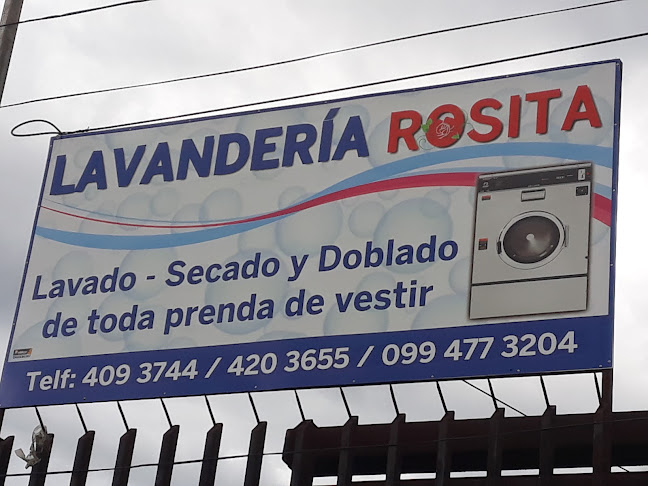 LAVANDERÍA ROSITA
Lavado - Secado y Doblado
de toda prenda de vestir
Telf: 409 3744 / 420 3655 / 099 477 3204